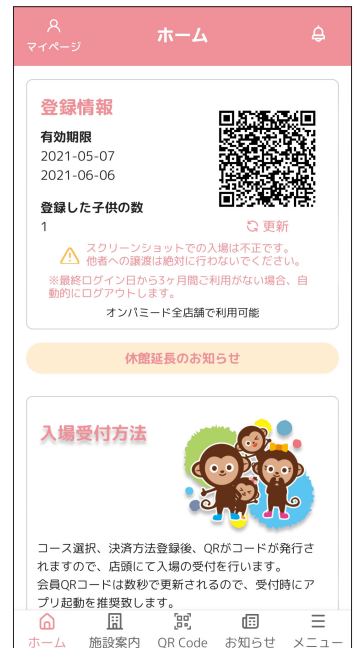 ホーム
マイページ
登録情報
有効期限
2021-05-07
2021-06-06
登録した子供の数
1
更新
スクリーンショットでの入場は不正です。
他者への譲渡は絶対に行わないでください。
※最終ログイン日から3ヶ月間ご利用がない場合、自
動的にログアウトします。
オンパミード全店舗で利用可能
休館延長のお知らせ
入場受付方法
コース選択、決済方法登録後、QRがコードが発行さ
れますので、店頭にて入場の受付を行います。
会員QRコードは数秒で更新されるので、受付時にア
プリ起動を推奨致します。
ホーム 施設案内 QR Code お知らせ メニュー